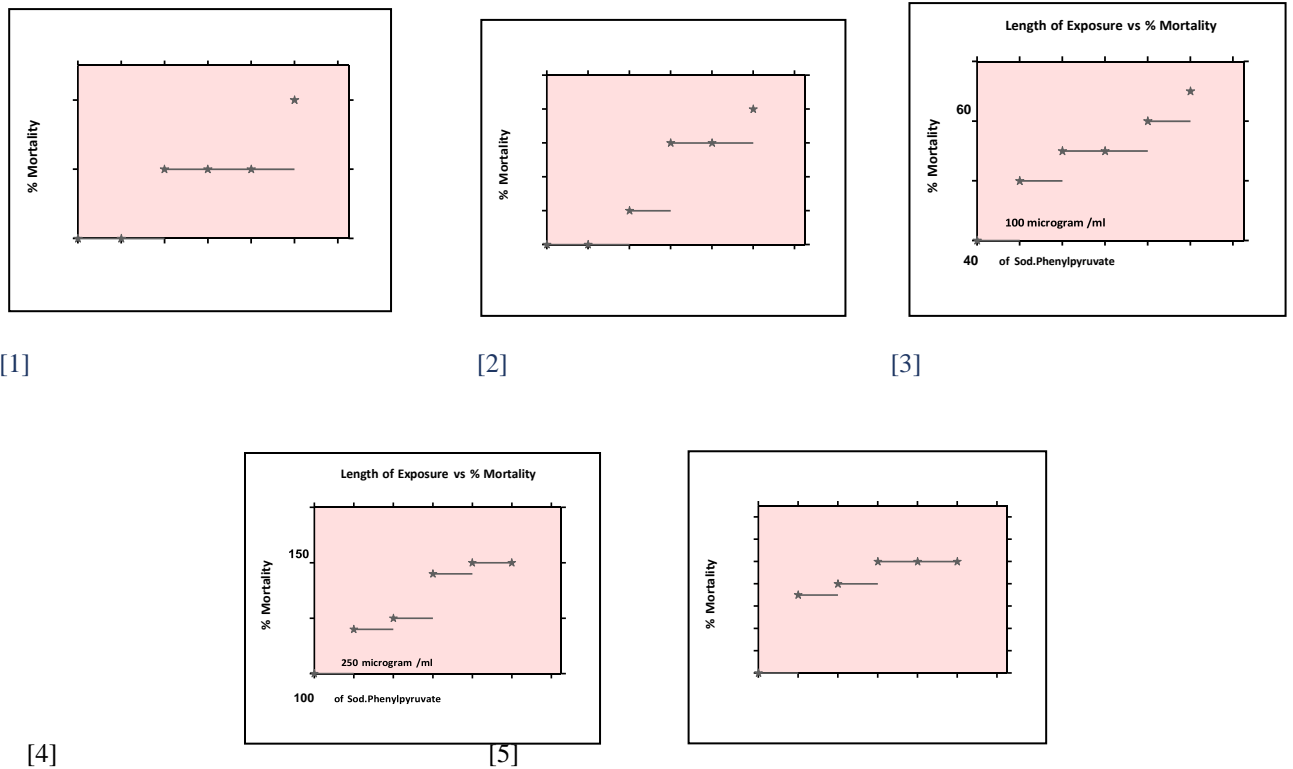 % Mortality
% Mortality
Length of Exposure vs % Mortality
60
% Mortality
100 microgram /ml
40
of Sod.Phenylpyruvate
[1]
[2]
[3]
Length of Exposure vs % Mortality
150
% Mortality
250 microgram /ml
100
of Sod.Phenylpyruvate
% Mortality
[4]
[5]